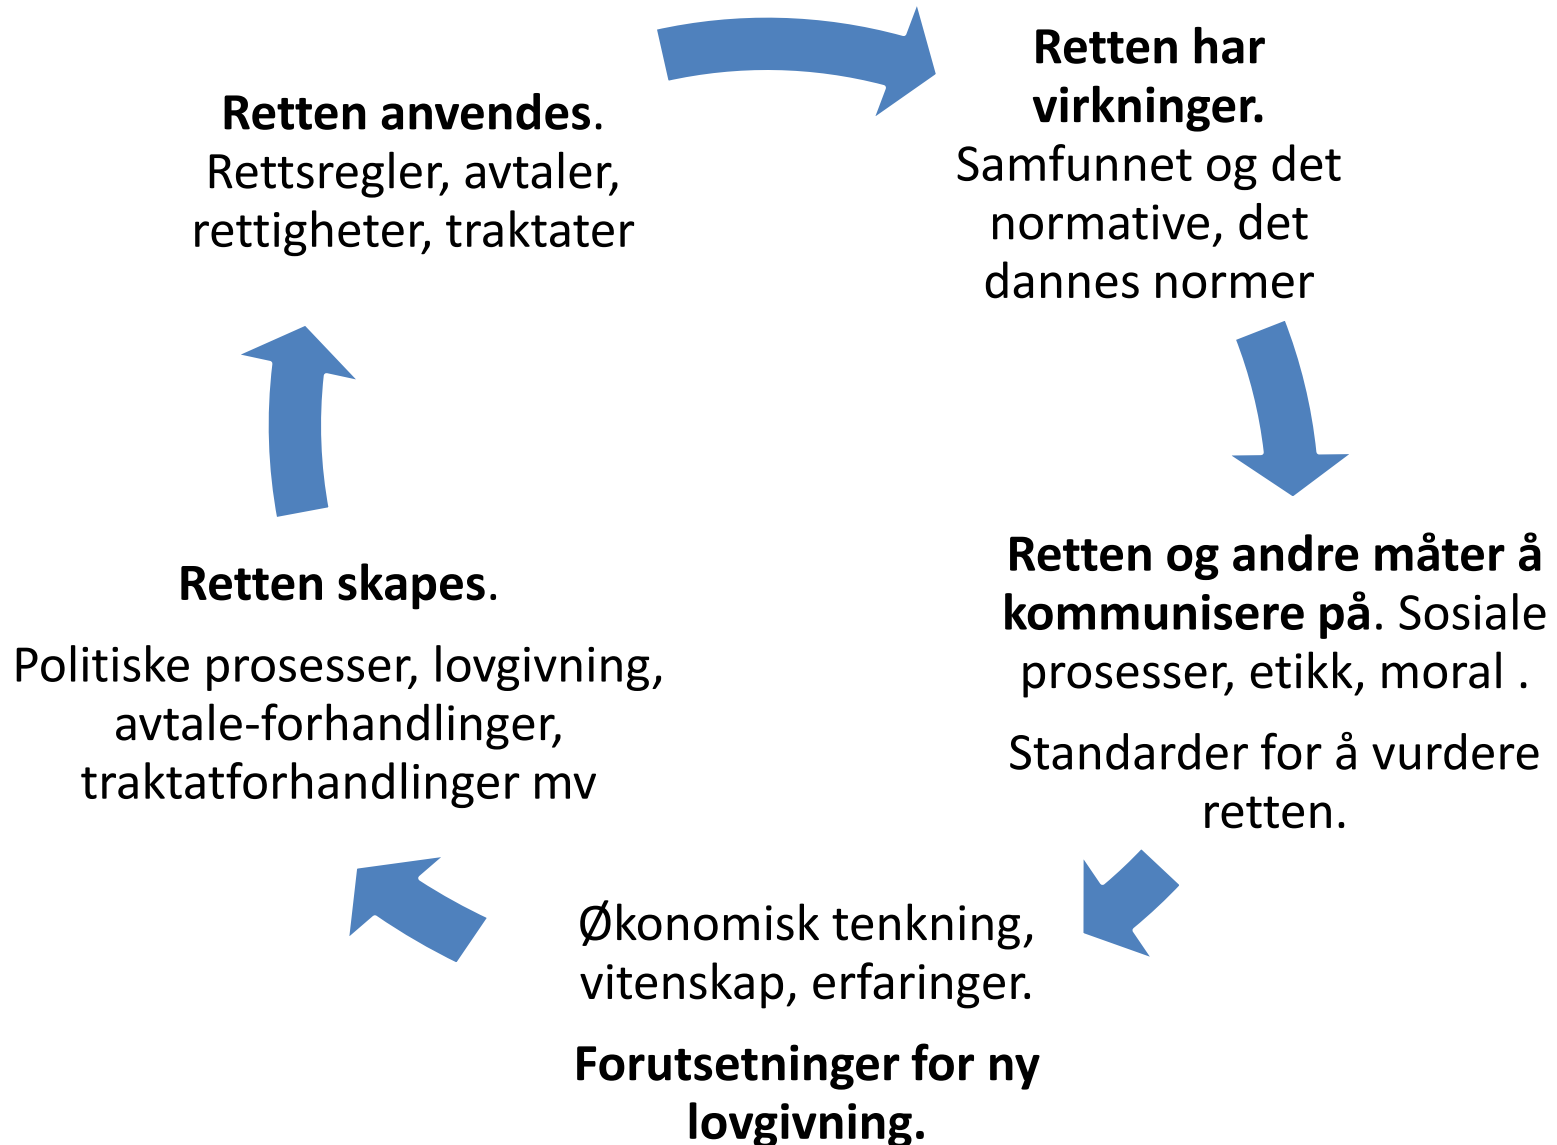 Retten anvendes.
Rettsregler, avtaler,
rettigheter, traktater
Retten har
virkninger.
Samfunnet og det
normative, det
dannes normer
Retten og andre måter å
kommunisere på. Sosiale
prosesser, etikk, moral .
Standarder for å vurdere
retten.
Økonomisk tenkning,
vitenskap, erfaringer.
Forutsetninger for ny
lovgivning.
Retten skapes.
Politiske prosesser, lovgivning,
avtale-forhandlinger,
traktatforhandlinger mv